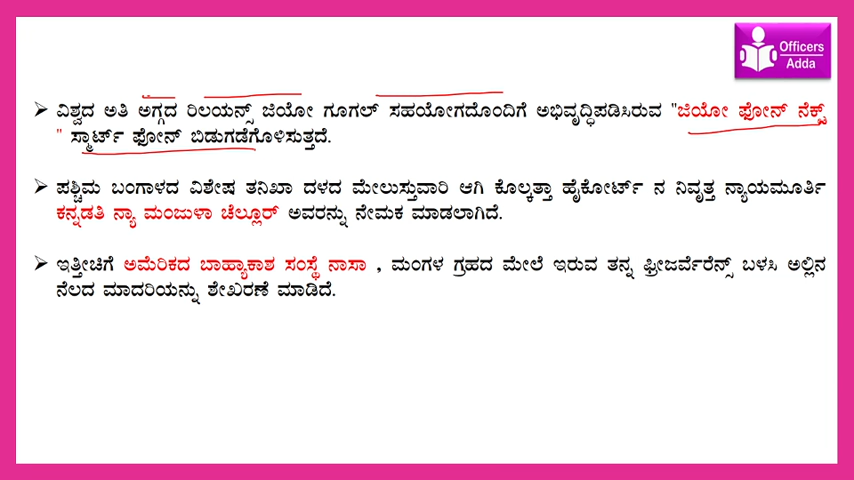 Officers
Adda
➤ ವಿಶ್ವದ ಅತಿ ಅಗ್ಗದ ರಿಲಯನ್ಸ್ ಜಿಯೋ ಗೂಗಲ್ ಸಹಯೋಗದೊಂದಿಗೆ ಅಭಿವೃದ್ಧಿಪಡಿಸಿರುವ "ಜಿಯೋ ಫೋನ್ ನೆಕ್ಸ್ಟ್
" ಸ್ಮಾರ್ಟ್ ಫೋನ್ ಬಿಡುಗಡೆಗೊಳಿಸುತ್ತದೆ.
➤ ಪಶ್ಚಿಮ ಬಂಗಾಳದ ವಿಶೇಷ ತನಿಖಾ ದಳದ ಮೇಲುಸ್ತುವಾರಿ ಆಗಿ ಕೊಲ್ಕತ್ತಾ ಹೈಕೋರ್ಟ್ ನ ನಿವೃತ್ತ ನ್ಯಾಯಮೂರ್ತಿ
ಕನ್ನಡತಿ ನ್ಯಾ ಮಂಜುಳಾ ಚೆಲ್ಲೂರ್ ಅವರನ್ನು ನೇಮಕ ಮಾಡಲಾಗಿದೆ.
➤ ಇತ್ತೀಚಿಗೆ ಅಮೆರಿಕದ ಬಾಹ್ಯಾಕಾಶ ಸಂಸ್ಥೆ ನಾಸಾ , ಮಂಗಳ ಗ್ರಹದ ಮೇಲೆ ಇರುವ ತನ್ನ ಫ್ರೀಜರ್ವೆರೆನ್ಸ್ ಬಳಸಿ ಅಲ್ಲಿನ
ನೆಲದ ಮಾದರಿಯನ್ನು ಶೇಖರಣೆ ಮಾಡಿದೆ.